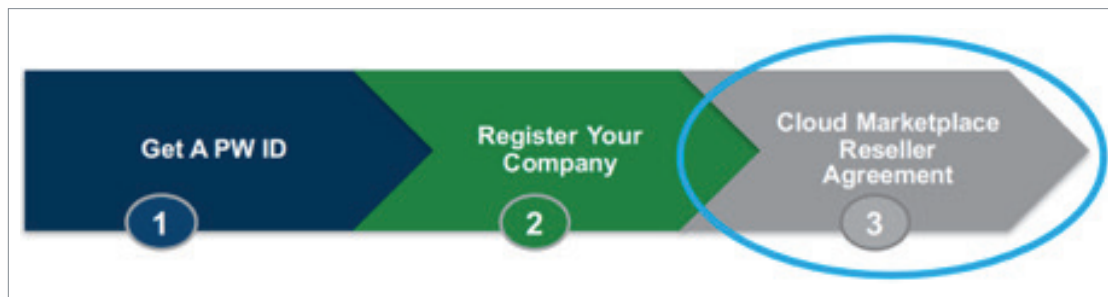 Get A PW ID
1
Register Your
Company
2
Cloud Marketplace
Reseller
Agreement
3